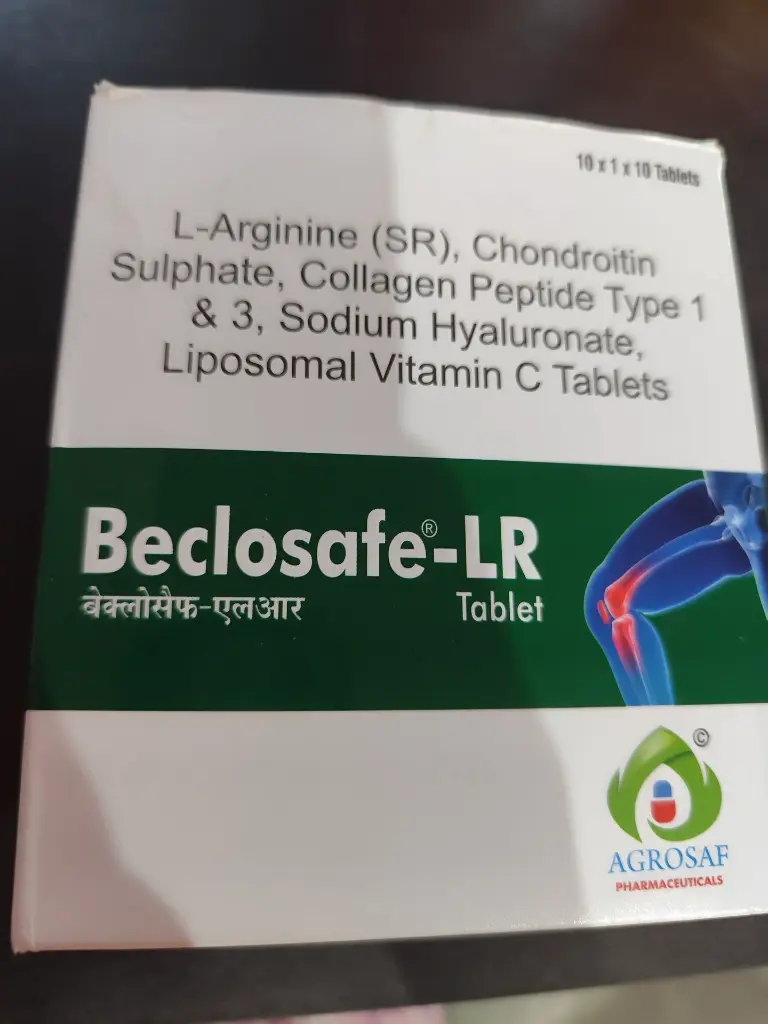 10 x 1 x 10 Tablets
L-Arginine (SR), Chondroitin
Sulphate, Collagen Peptide Type 1
& 3, Sodium Hyaluronate,
Liposomal Vitamin C Tablets
Beclosafe®-LR
बेक्लोसैफ-एलआर Tablet
©
AGROSAF
PHARMACEUTICALS